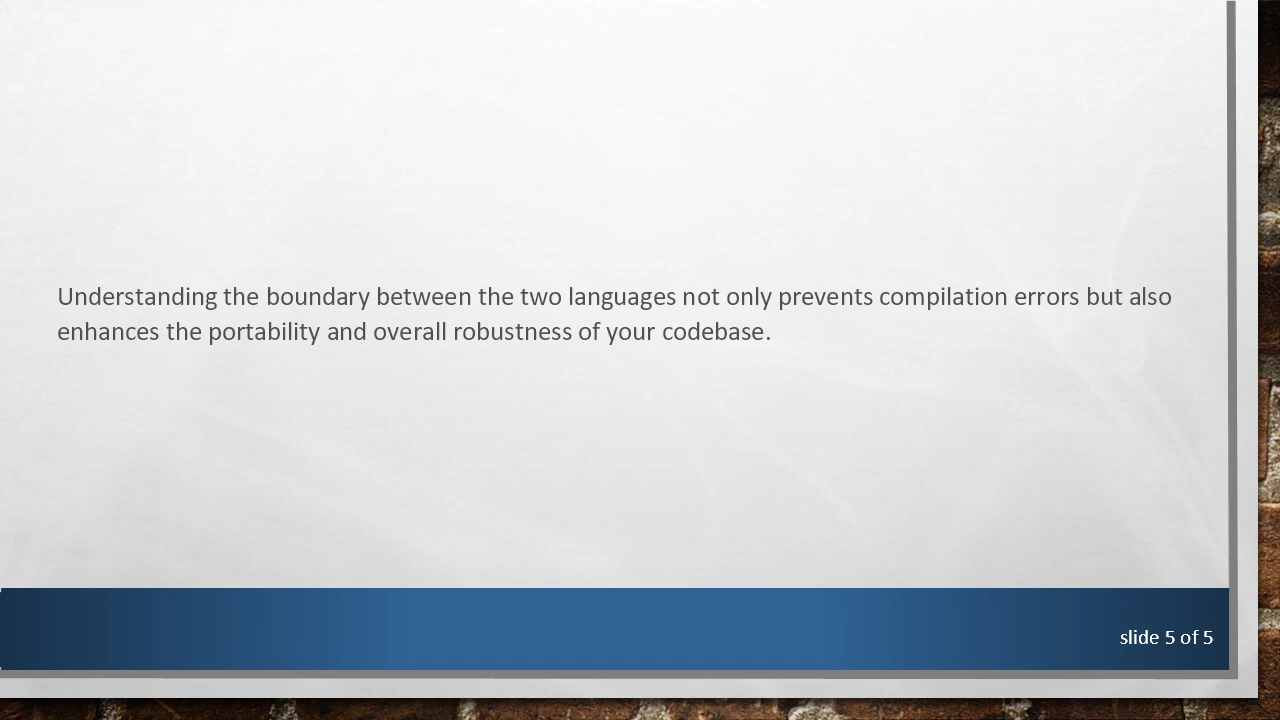 Understanding the boundary between the two languages not only prevents compilation errors but also
enhances the portability and overall robustness of your codebase.
slide 5 of 5